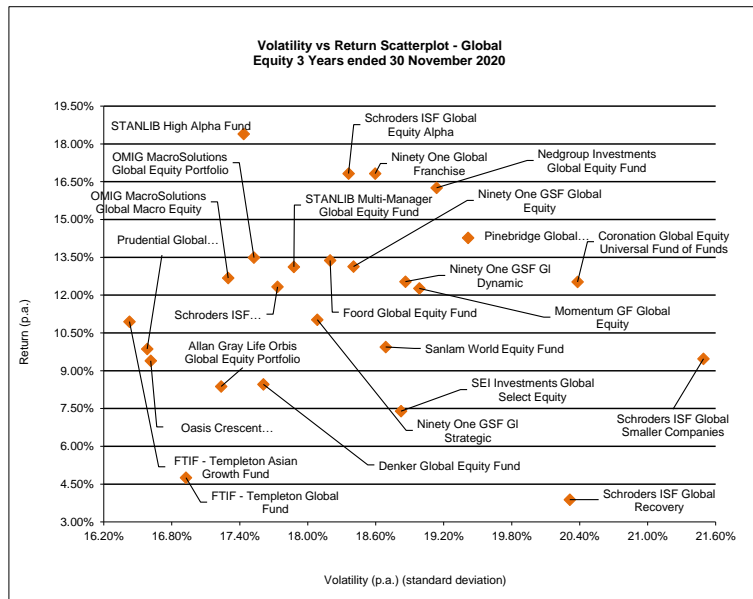 Volatility vs Return Scatterplot - Global
Equity 3 Years ended 30 November 2020
19.50%
18.00%
16.50%
15.00%
13.50%
12.00%
10.50%
9.00%
7.50%
6.00%
4.50%
3.00%
Return (p.a.)
STANLIB High Alpha Fund
Schroders ISF Global
Equity Alpha
OMIG MacroSolutions
Global Equity Portfolio
Ninety One Global
Franchise
Nedgroup Investments
Global Equity Fund
OMIG MacroSolutions
Global Macro Equity
STANLIB Multi-Manager
Global Equity Fund
Ninety One GSF Global
Equity
Prudential Global...
Pinebridge Global...
Coronation Global Equity
Universal Fund of Funds
Ninety One GSF Gl
Dynamic
Schroders ISF...
Foord Global Equity Fund
Momentum GF Global
Equity
Allan Gray Life Orbis
Global Equity Portfolio
Sanlam World Equity Fund
SEI Investments Global
Select Equity
Oasis Crescent...
Ninety One GSF Gl
Strategic
Schroders ISF Global
Smaller Companies
FTIF - Templeton Asian
Growth Fund
Denker Global Equity Fund
FTIF - Templeton Global
Fund
Schroders ISF Global
Recovery
16.20%
16.80%
17.40%
18.00%
18.60%
19.20%
19.80%
20.40%
21.00%
21.60%
Volatility (p.a.) (standard deviation)